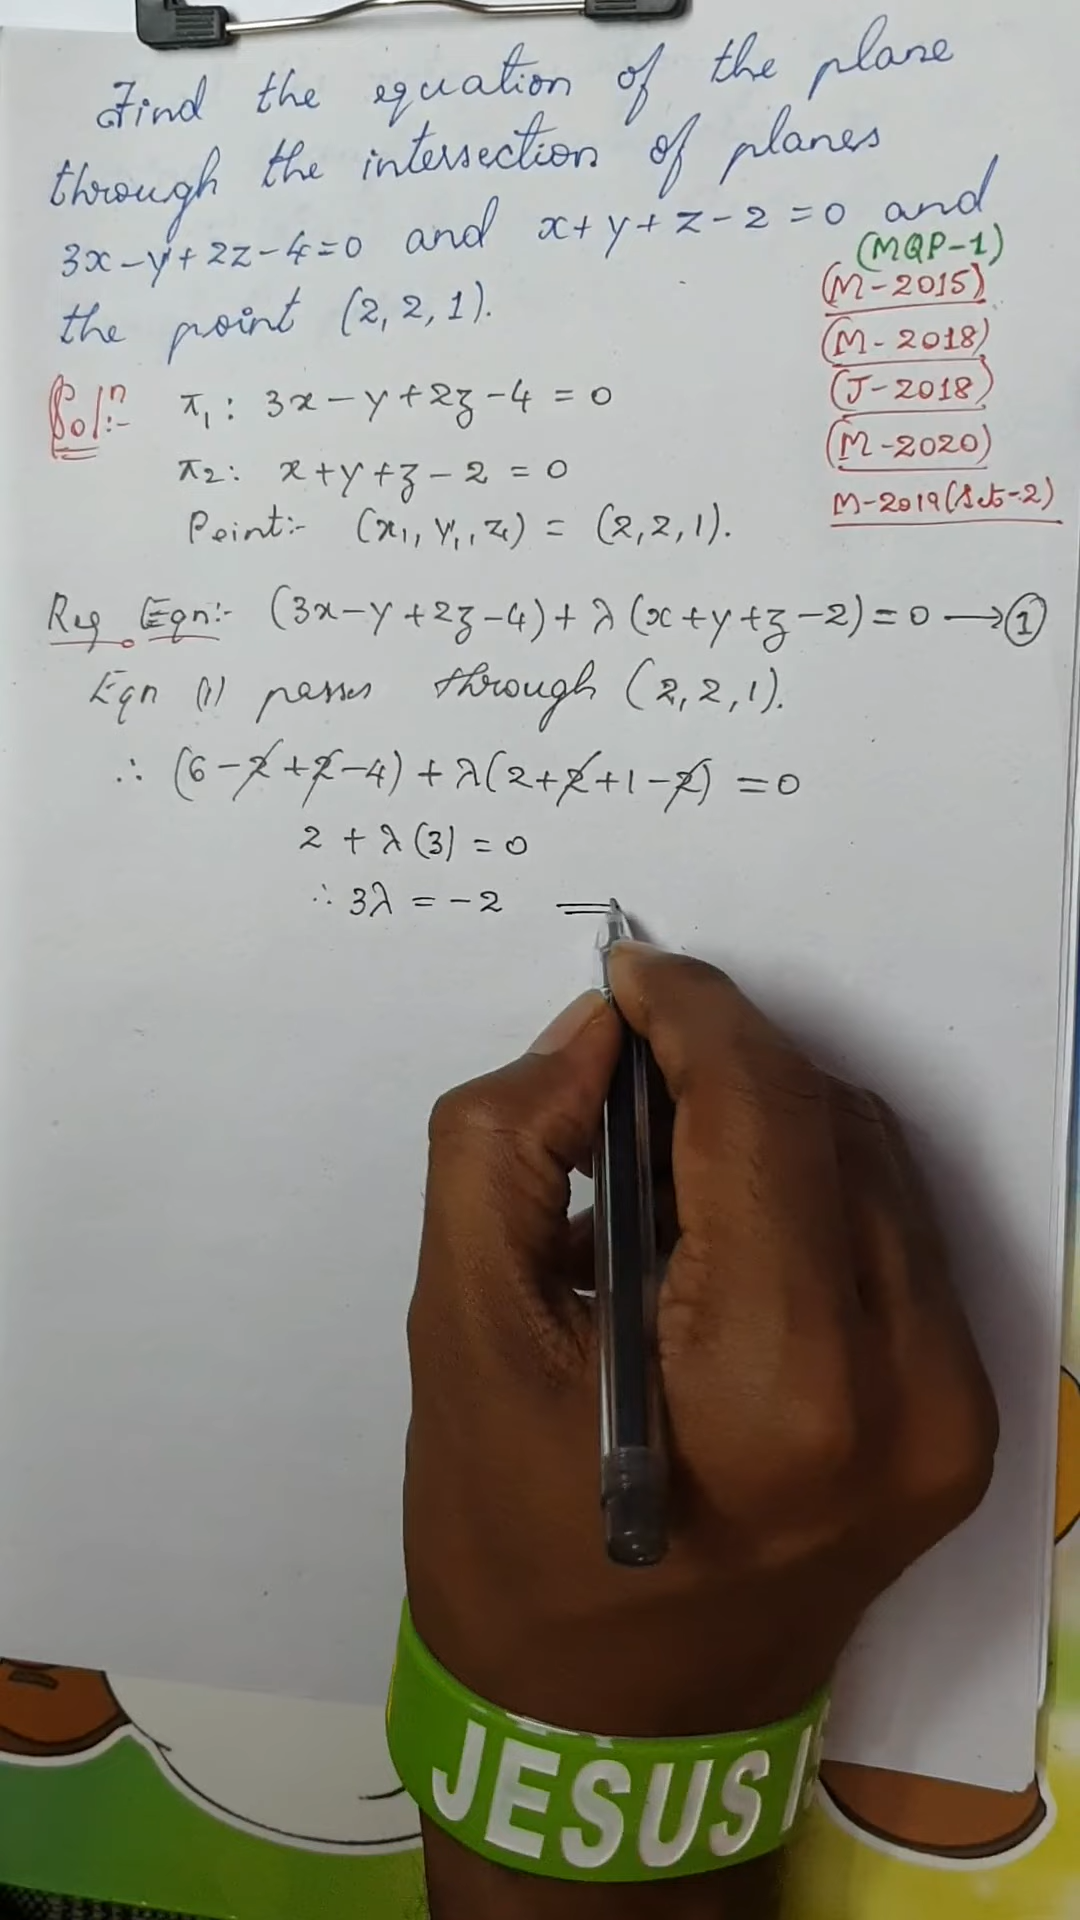 Find the equation of the plane
through the intersection of planes
3x-y+2z-4=0 and x+y+z-2=0 and
the point (2,2,1).
(MQP-1)
(M-2015)
(M-2018)
(J-2018)
(M-2020)
M-2019(Set-2)
Solⁿ:- π₁: 3x-y+2z-4=0
π₂: x+y+z-2=0
Point:- (x₁, y₁, z₁) = (2,2,1).
Req. Eqn:- (3x-y+2z-4)+λ(x+y+z-2)=0 → ①
Eqn (1) passes through (2,2,1).
∴ (6-2+2-4)+λ(2+2+1-2)=0
2+λ(3)=0
∴ 3λ=-2 =
JESUS